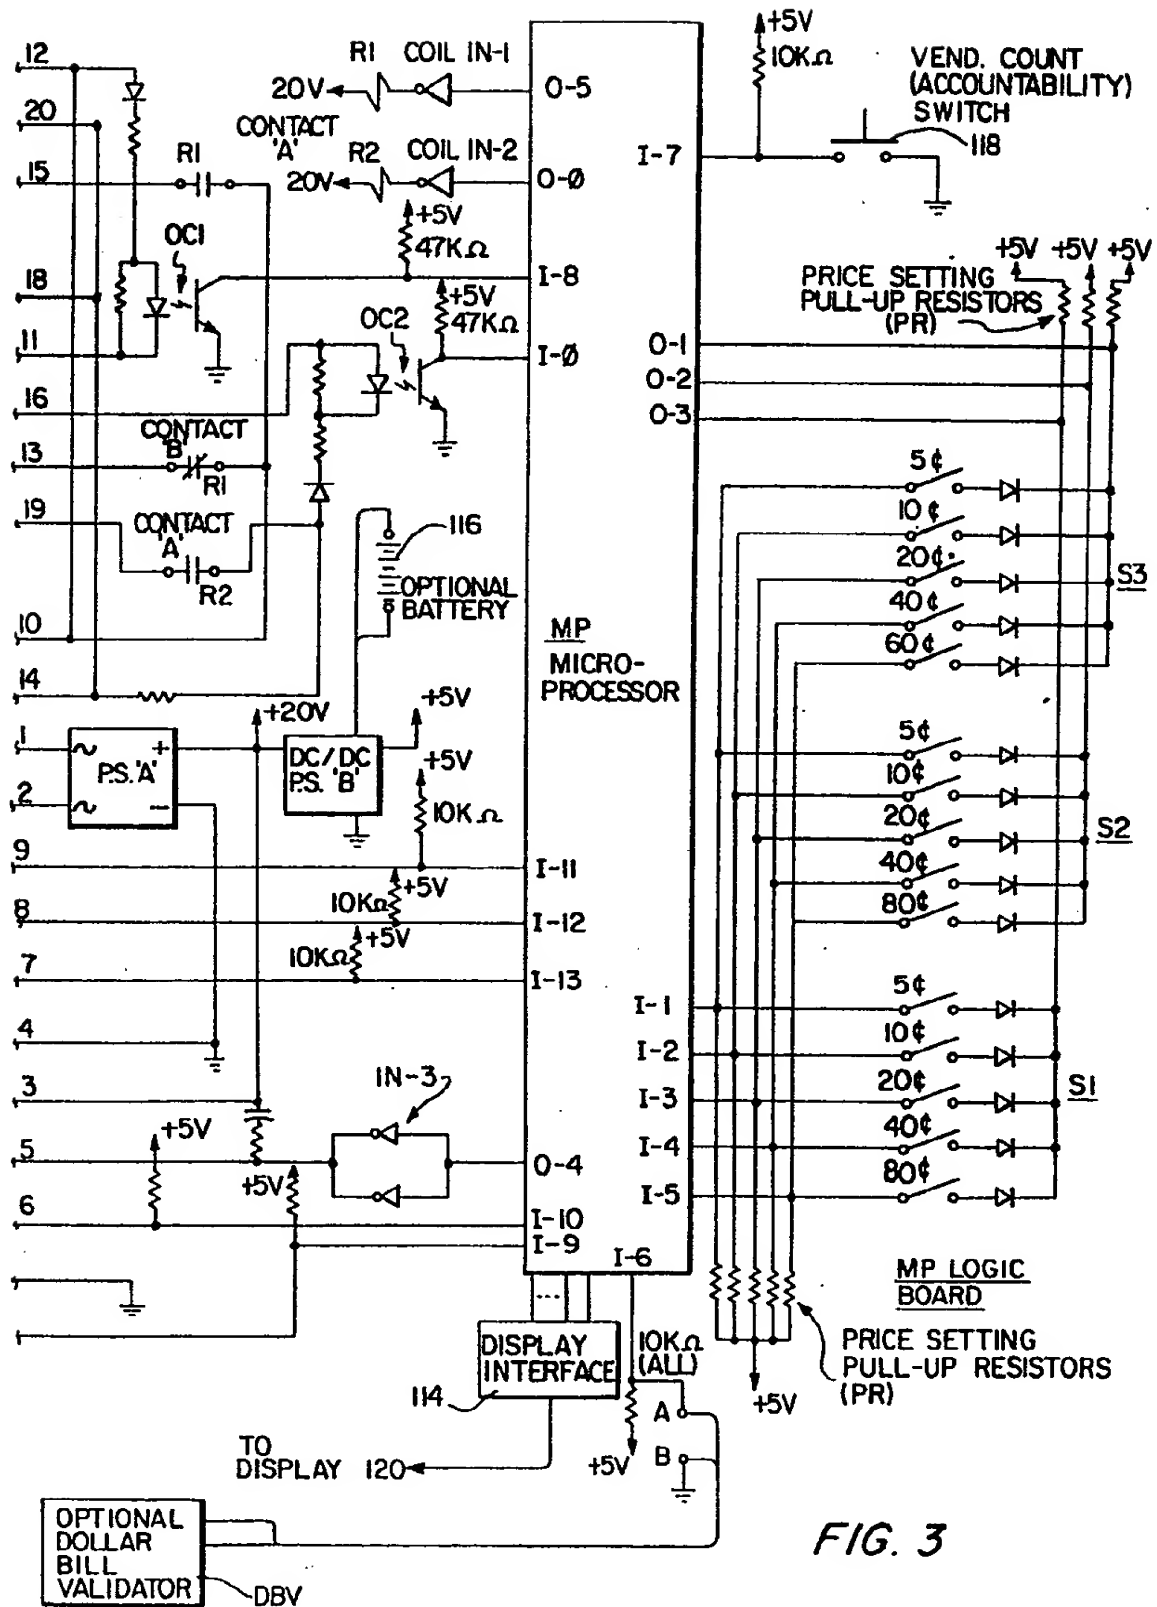 12
20
15
18
11
16
13
19
10
14
1
2
9
8
7
4
3
5
6
R1 COIL IN-1
20V
CONTACT
'A'
R2 COIL IN-2
20V
R1
OC1
+5V
47KΩ
+5V
47KΩ
OC2
CONTACT
'B'
R1
CONTACT
'A'
R2
116
OPTIONAL
BATTERY
+20V
P.S. 'A'
+
−
DC/DC
P.S. 'B'
+5V
+5V
10KΩ
+5V
10KΩ
+5V
10KΩ
IN-3
+5V
+5V
O-5
O-0
I-8
I-0
MP
MICRO-
PROCESSOR
I-11
I-12
I-13
O-4
I-10
I-9
I-6
I-7
O-1
O-2
O-3
I-1
I-2
I-3
I-4
I-5
+5V
10KΩ
VEND. COUNT
(ACCOUNTABILITY)
SWITCH
118
+5V +5V +5V
PRICE SETTING
PULL-UP RESISTORS
(PR)
5¢
10¢
20¢
40¢
60¢
S3
5¢
10¢
20¢
40¢
80¢
S2
5¢
10¢
20¢
40¢
80¢
S1
MP LOGIC
BOARD
PRICE SETTING
PULL-UP RESISTORS
(PR)
+5V
DISPLAY
INTERFACE
114
10KΩ
(ALL)
A
B
+5V
TO
DISPLAY 120
OPTIONAL
DOLLAR
BILL
VALIDATOR
DBV
FIG. 3